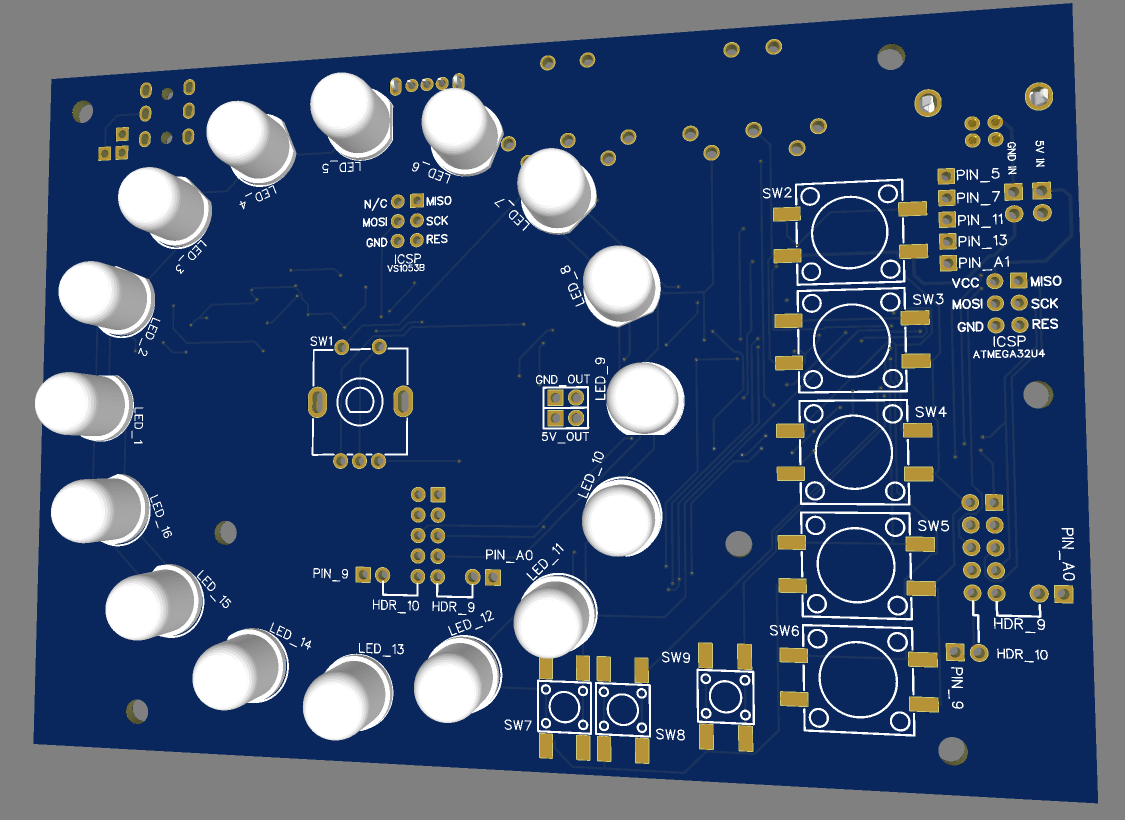 LED_5
LED_6
LED_4
LED_7
LED_3
LED_8
LED_2
LED_9
LED_1
LED_10
LED_16
LED_11
LED_15
LED_12
LED_14
LED_13
N/C MISO
MOSI SCK
GND RES
ICSP
VS1053B
SW1
GND_OUT
5V_OUT
PIN_9
PIN_A0
HDR_10
HDR_9
SW2
SW3
SW4
SW5
SW6
SW7
SW8
SW9
GND IN
5V IN
PIN_5
PIN_7
PIN_11
PIN_13
PIN_A1
VCC MISO
MOSI SCK
GND RES
ICSP
ATMEGA32U4
PIN_A0
HDR_9
HDR_10
PIN_9